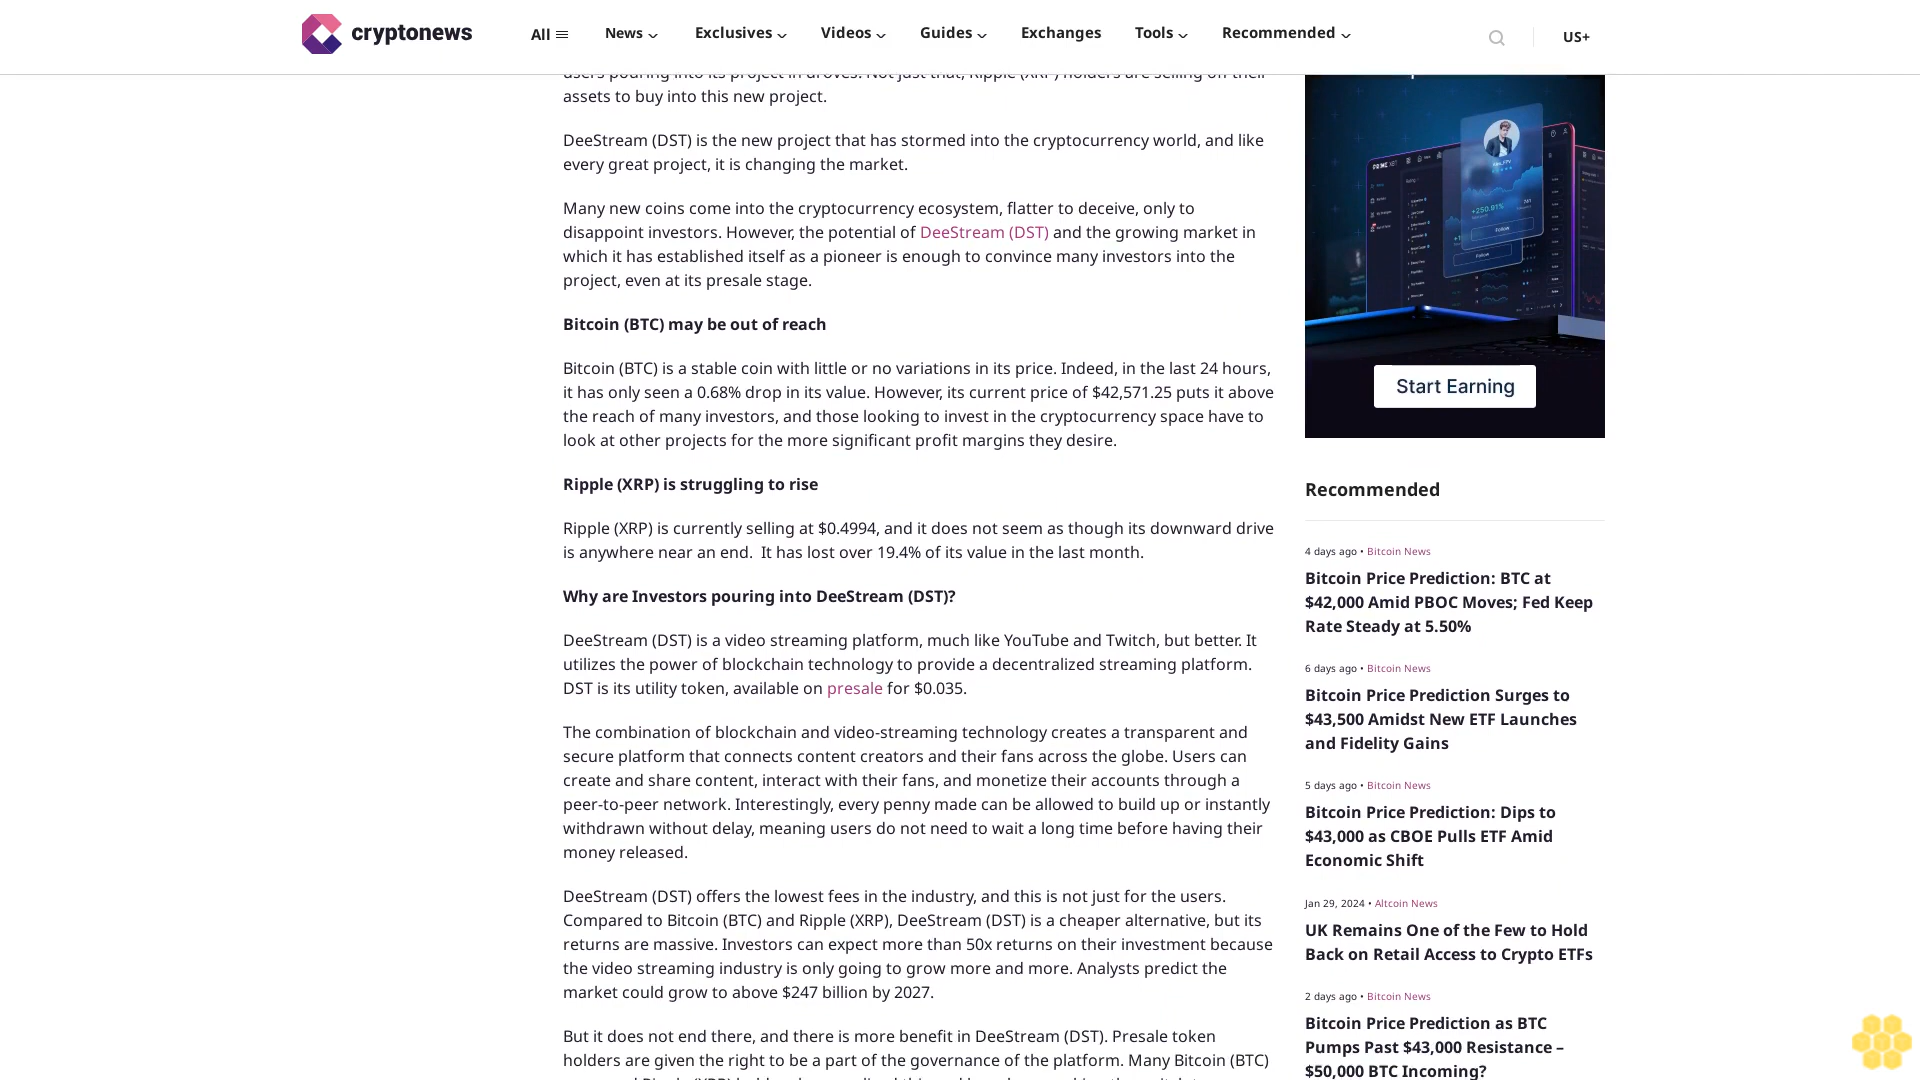 cryptonews
All
News
Exclusives
Videos
Guides
Exchanges
Tools
Recommended
US+
users pouring into its project in droves. Not just that, Ripple (XRP) holders are selling off their
assets to buy into this new project.
DeeStream (DST) is the new project that has stormed into the cryptocurrency world, and like
every great project, it is changing the market.
Many new coins come into the cryptocurrency ecosystem, flatter to deceive, only to
disappoint investors. However, the potential of DeeStream (DST) and the growing market in
which it has established itself as a pioneer is enough to convince many investors into the
project, even at its presale stage.
Bitcoin (BTC) may be out of reach
Bitcoin (BTC) is a stable coin with little or no variations in its price. Indeed, in the last 24 hours,
it has only seen a 0.68% drop in its value. However, its current price of $42,571.25 puts it above
the reach of many investors, and those looking to invest in the cryptocurrency space have to
look at other projects for the more significant profit margins they desire.
Ripple (XRP) is struggling to rise
Ripple (XRP) is currently selling at $0.4994, and it does not seem as though its downward drive
is anywhere near an end.  It has lost over 19.4% of its value in the last month.
Why are Investors pouring into DeeStream (DST)?
DeeStream (DST) is a video streaming platform, much like YouTube and Twitch, but better. It
utilizes the power of blockchain technology to provide a decentralized streaming platform.
DST is its utility token, available on presale for $0.035.
The combination of blockchain and video-streaming technology creates a transparent and
secure platform that connects content creators and their fans across the globe. Users can
create and share content, interact with their fans, and monetize their accounts through a
peer-to-peer network. Interestingly, every penny made can be allowed to build up or instantly
withdrawn without delay, meaning users do not need to wait a long time before having their
money released.
DeeStream (DST) offers the lowest fees in the industry, and this is not just for the users.
Compared to Bitcoin (BTC) and Ripple (XRP), DeeStream (DST) is a cheaper alternative, but its
returns are massive. Investors can expect more than 50x returns on their investment because
the video streaming industry is only going to grow more and more. Analysts predict the
market could grow to above $247 billion by 2027.
But it does not end there, and there is more benefit in DeeStream (DST). Presale token
holders are given the right to be a part of the governance of the platform. Many Bitcoin (BTC)
PRIME XBT
+250.91%
Follow
Follow
Start Earning
Recommended
4 days ago • Bitcoin News
Bitcoin Price Prediction: BTC at
$42,000 Amid PBOC Moves; Fed Keep
Rate Steady at 5.50%
6 days ago • Bitcoin News
Bitcoin Price Prediction Surges to
$43,500 Amidst New ETF Launches
and Fidelity Gains
5 days ago • Bitcoin News
Bitcoin Price Prediction: Dips to
$43,000 as CBOE Pulls ETF Amid
Economic Shift
Jan 29, 2024 • Altcoin News
UK Remains One of the Few to Hold
Back on Retail Access to Crypto ETFs
2 days ago • Bitcoin News
Bitcoin Price Prediction as BTC
Pumps Past $43,000 Resistance –
$50,000 BTC Incoming?